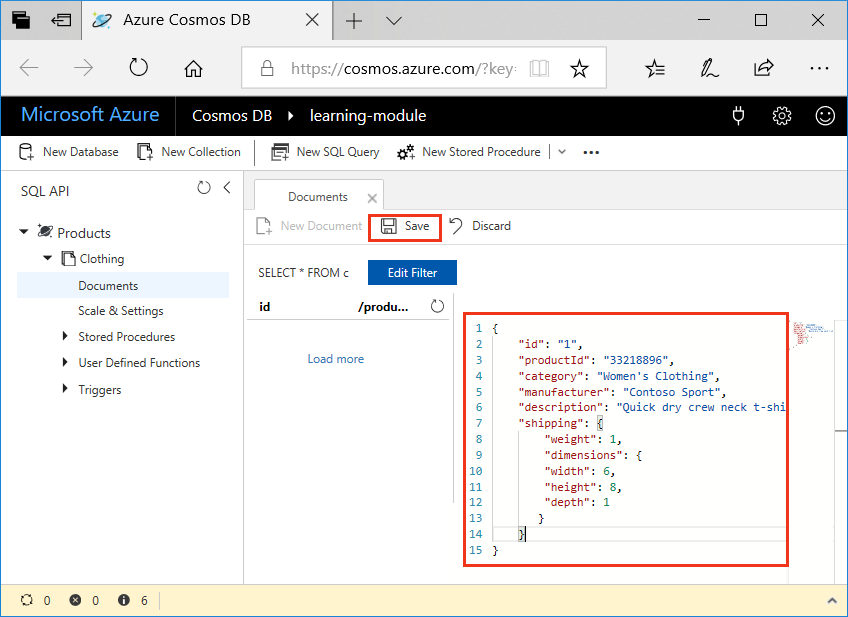 Azure Cosmos DB
https://cosmos.azure.com/?key=
Microsoft Azure Cosmos DB learning-module
New Database New Collection New SQL Query New Stored Procedure
SQL API
Documents
New Document Save Discard
Products
Clothing
Documents
Scale & Settings
Stored Procedures
User Defined Functions
Triggers
SELECT * FROM c Edit Filter
id /produ...
Load more
1 {
2 "id": "1",
3 "productId": "33218896",
4 "category": "Women's Clothing",
5 "manufacturer": "Contoso Sport",
6 "description": "Quick dry crew neck t-shi
7 "shipping": {
8 "weight": 1,
9 "dimensions": {
10 "width": 6,
11 "height": 8,
12 "depth": 1
13 }
14 }
15 }
0 0 6